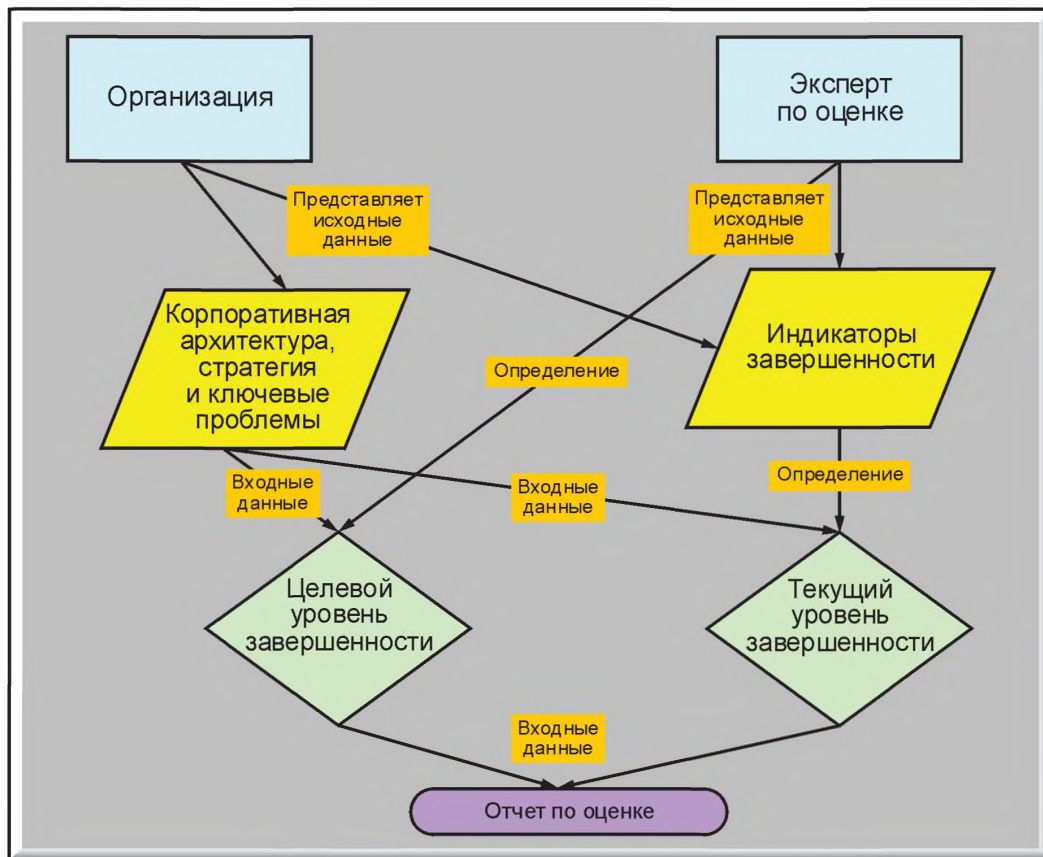 Организация
Эксперт
по оценке
Представляет
исходные
данные
Представляет
исходные
данные
Корпоративная
архитектура,
стратегия
и ключевые
проблемы
Индикаторы
завершенности
Определение
Входные
данные
Входные
данные
Определение
Целевой
уровень
завершенности
Текущий
уровень
завершенности
Входные
данные
Отчет по оценке